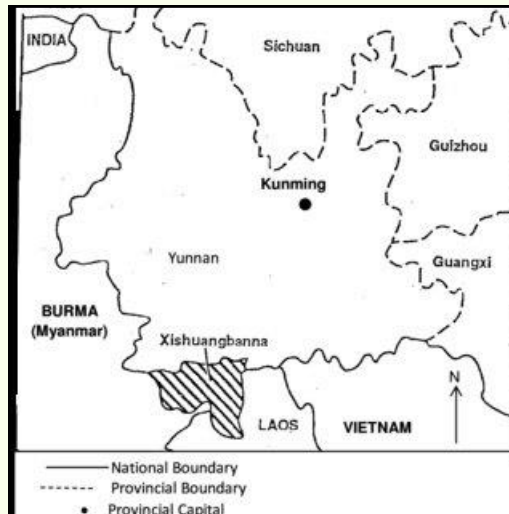 INDIA
Sichuan
Guizhou
Kunming
Yunnan
Guangxi
BURMA
(Myanmar)
Xishuangbanna
N
LAOS
VIETNAM
National Boundary
Provincial Boundary
Provincial Capital